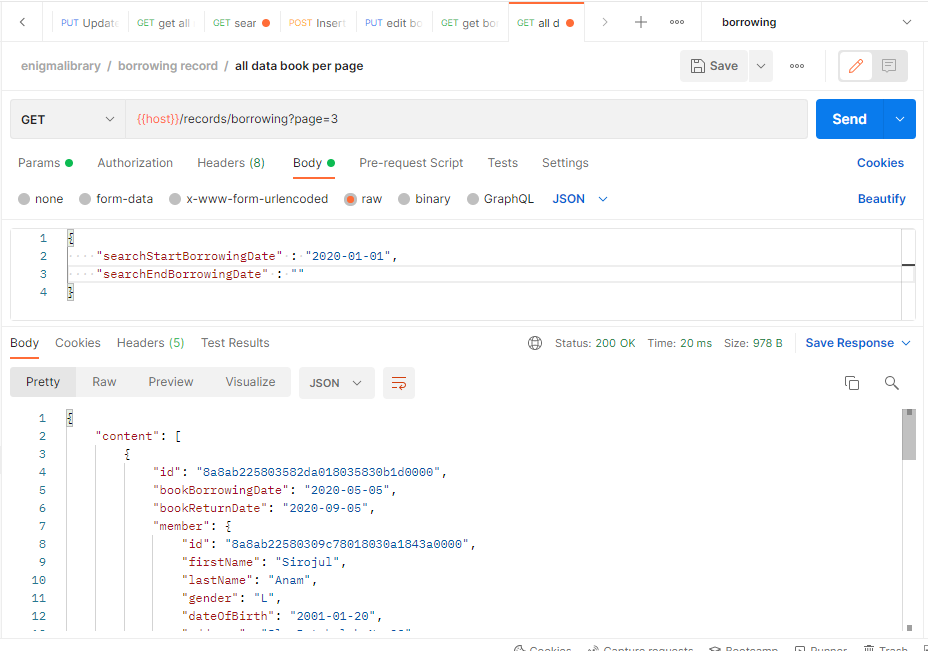 PUT Update GET get all GET sear POST Insert PUT edit bo GET get boo GET all d borrowing
enigmalibrary / borrowing record / all data book per page Save
GET {{host}}/records/borrowing?page=3 Send
Params Authorization Headers (8) Body Pre-request Script Tests Settings Cookies
none form-data x-www-form-urlencoded raw binary GraphQL JSON Beautify
1 {
2 "searchStartBorrowingDate" : "2020-01-01",
3 "searchEndBorrowingDate" : ""
4 }
Body Cookies Headers (5) Test Results Status: 200 OK Time: 20 ms Size: 978 B Save Response
Pretty Raw Preview Visualize JSON
1 {
2 "content": [
3 {
4 "id": "8a8ab225803582da018035830b1d0000",
5 "bookBorrowingDate": "2020-05-05",
6 "bookReturnDate": "2020-09-05",
7 "member": {
8 "id": "8a8ab22580309c78018030a1843a0000",
9 "firstName": "Sirojul",
10 "lastName": "Anam",
11 "gender": "L",
12 "dateOfBirth": "2001-01-20",
Cookies Capture requests Bootcamp Runner Trash